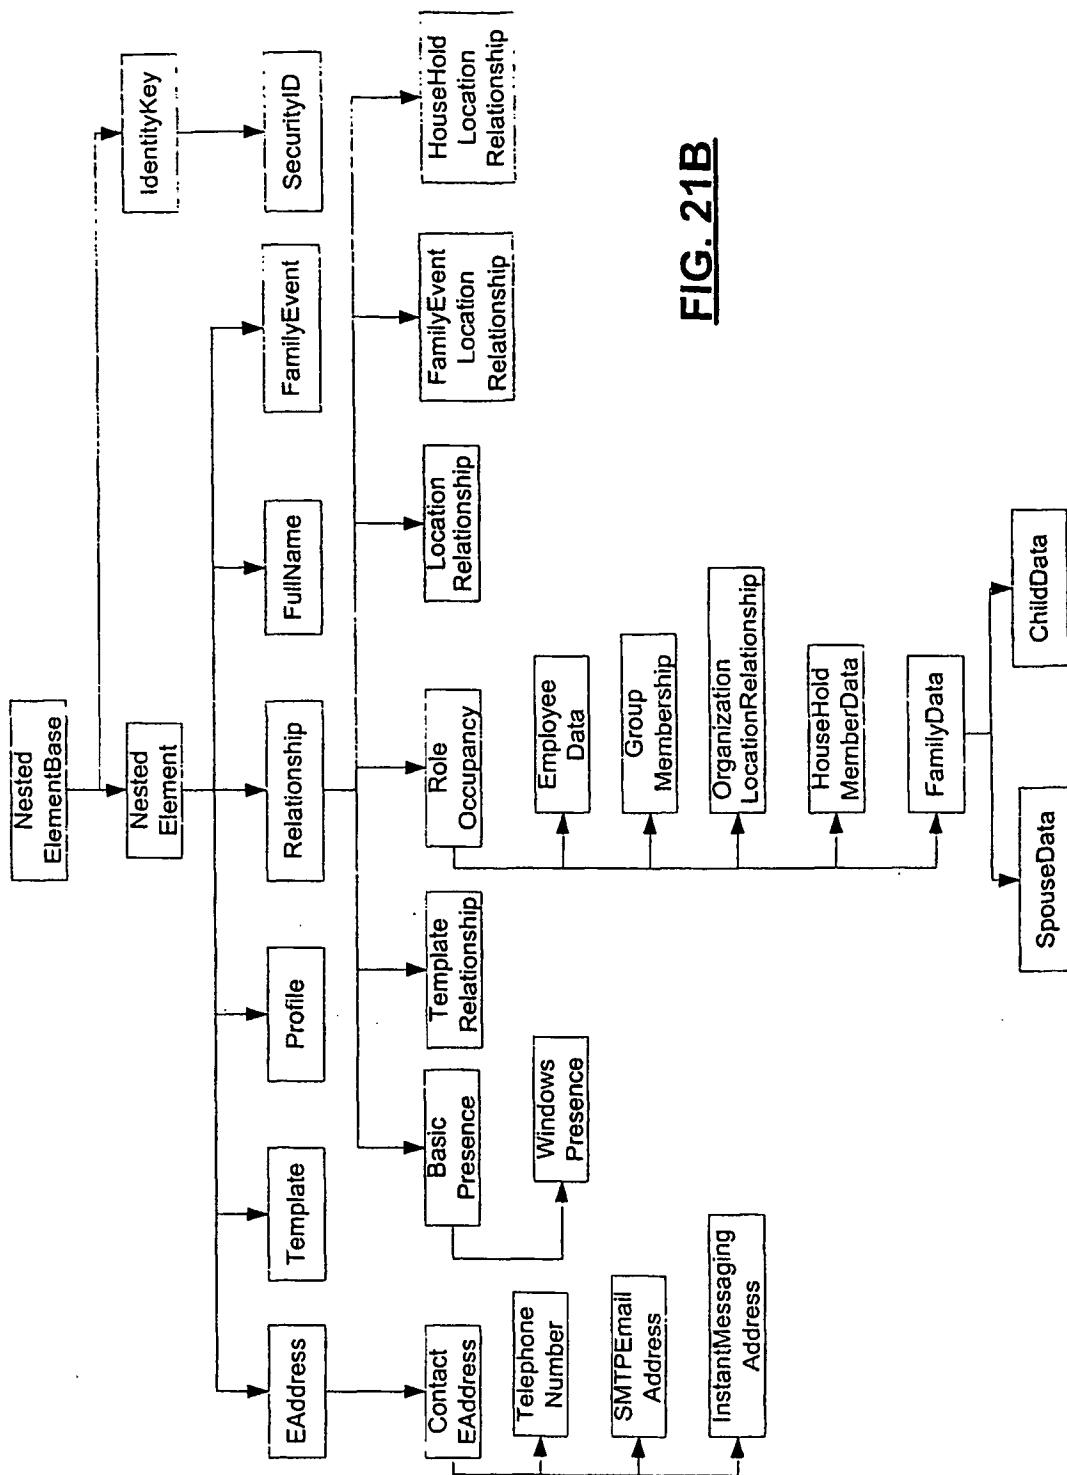 Nested
ElementBase
Nested
Element
IdentityKey
EAddress
Template
Profile
Relationship
FullName
FamilyEvent
SecurityID
Contact
EAddress
Basic
Presence
Template
Relationship
Role
Occupancy
Location
Relationship
FamilyEvent
Location
Relationship
HouseHold
Location
Relationship
Telephone
Number
SMTPEmail
Address
InstantMessaging
Address
Windows
Presence
Employee
Data
Group
Membership
Organization
LocationRelationship
HouseHold
MemberData
FamilyData
SpouseData
ChildData
FIG. 21B